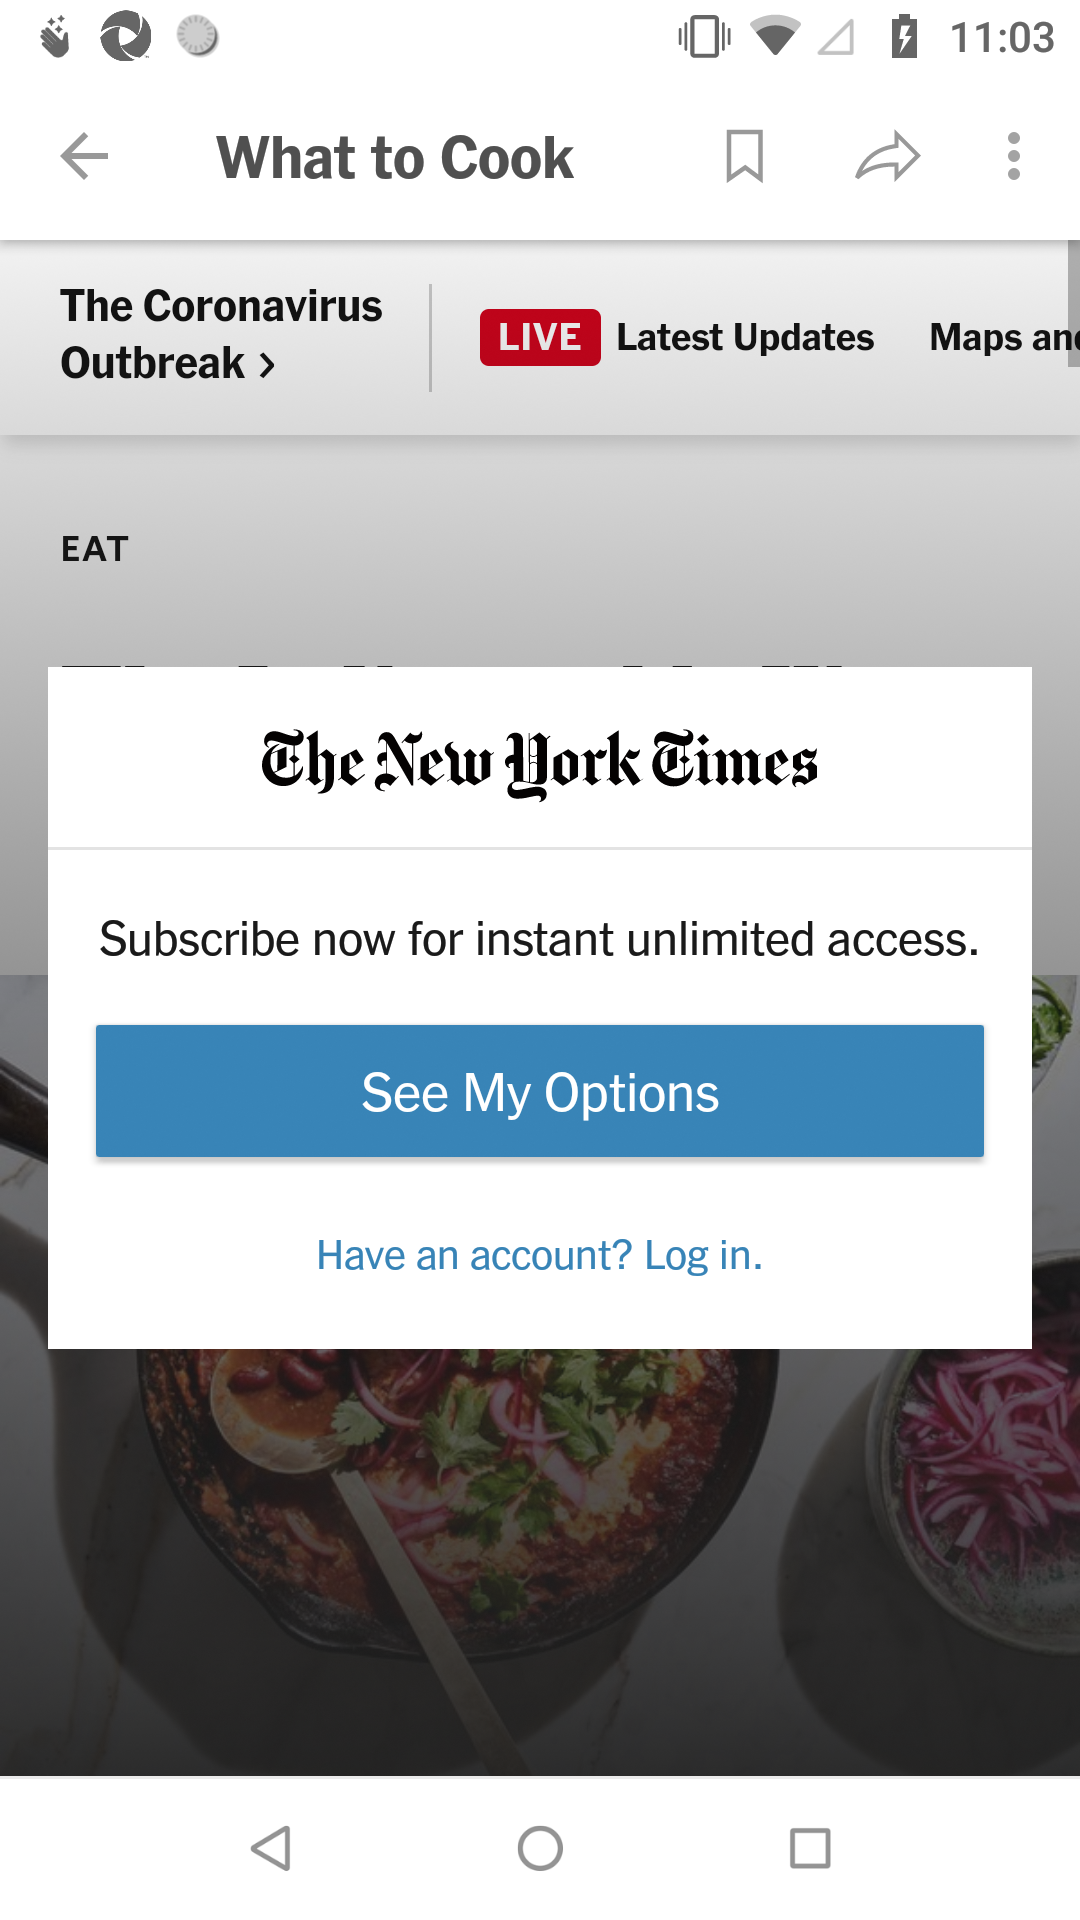 11:03
What to Cook
The Coronavirus
Outbreak >
LIVE Latest Updates Maps an
EAT
The New York Times
Subscribe now for instant unlimited access.
See My Options
Have an account? Log in.